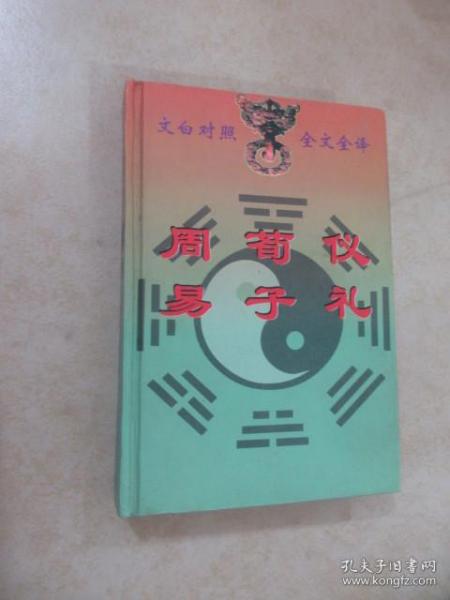 文白对照 全文全译
周 荀 仪
易 子 礼
孔夫子旧书网
www.kongfz.com